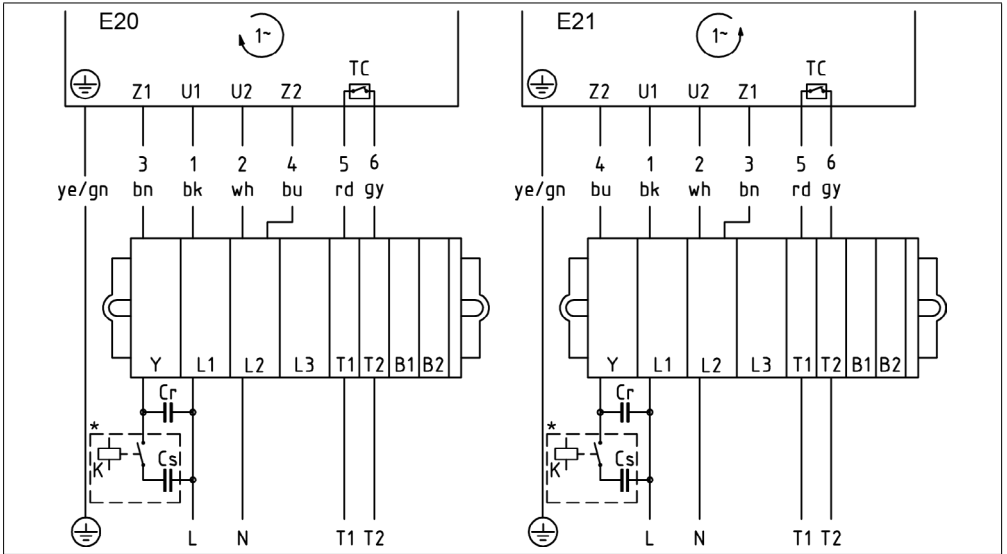 E20
1~
TC
Z1 U1 U2 Z2
3 1 2 4 5 6
ye/gn bn bk wh bu rd gy
Y L1 L2 L3 T1 T2 B1 B2
Cr
*
K Cs
L N T1 T2
E21
1~
TC
Z2 U1 U2 Z1
4 1 2 3 5 6
ye/gn bu bk wh bn rd gy
Y L1 L2 L3 T1 T2 B1 B2
Cr
*
K Cs
L N T1 T2